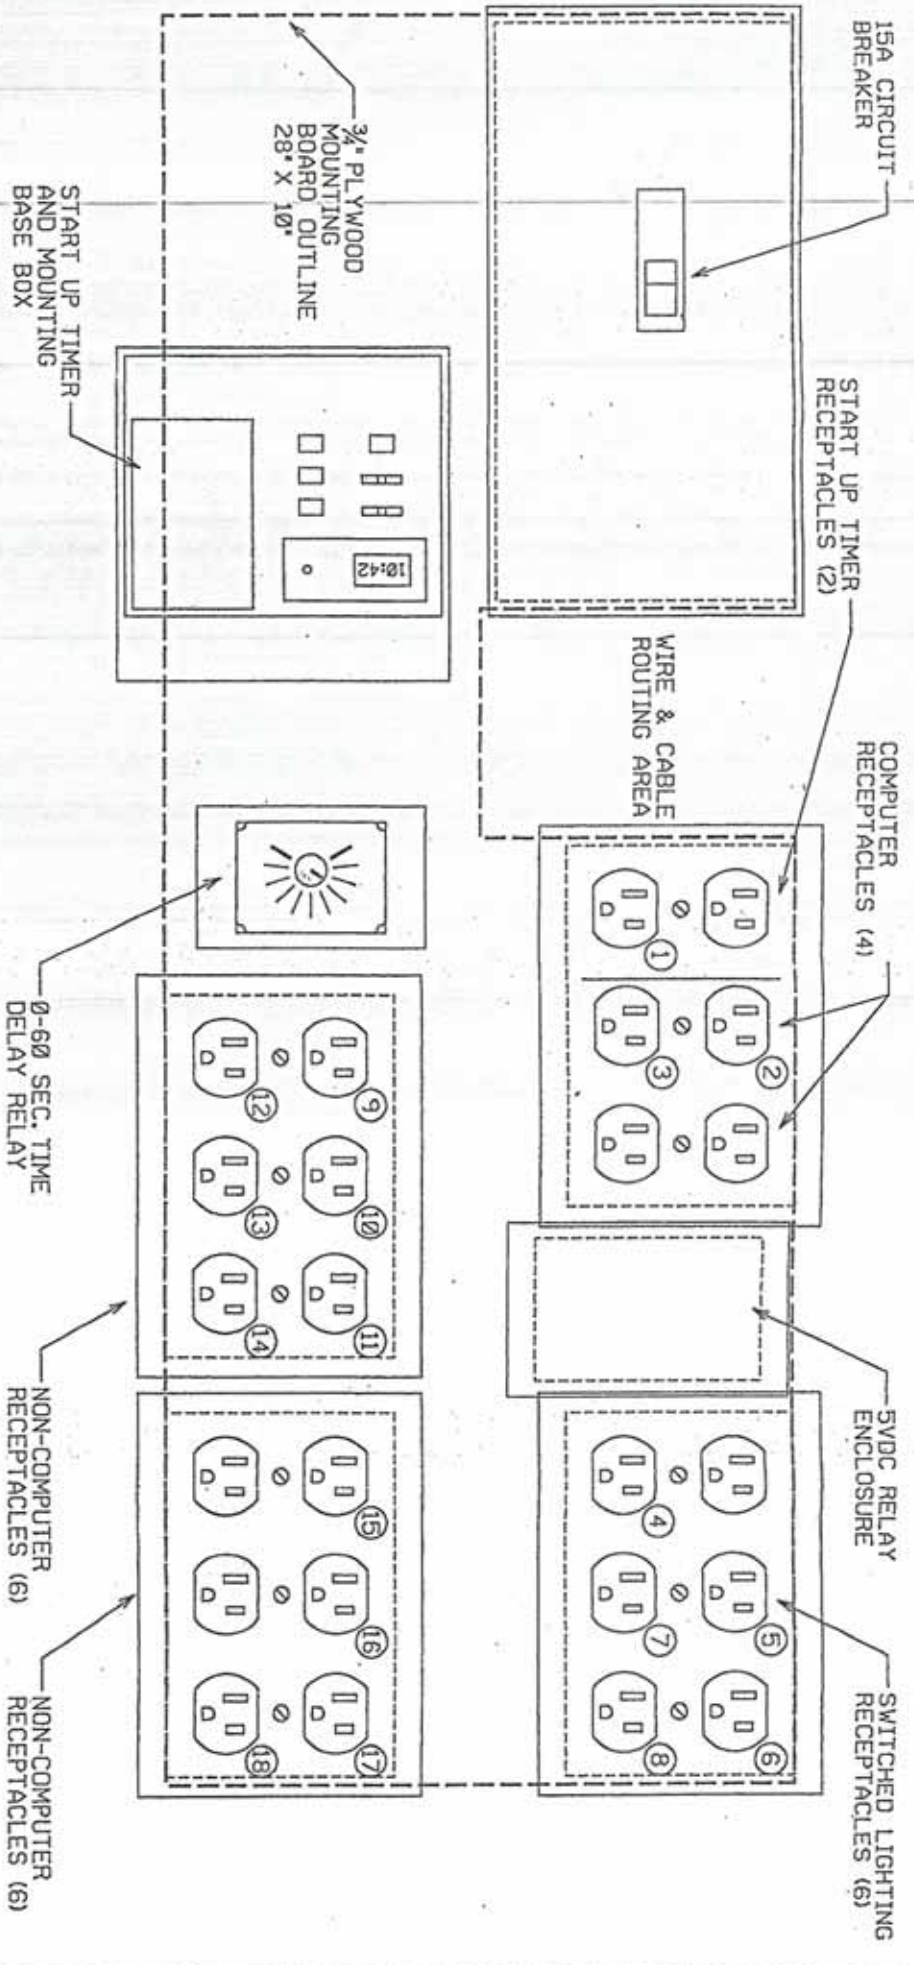 15A CIRCUIT
BREAKER
START UP TIMER
RECEPTACLES (2)
COMPUTER
RECEPTACLES (4)
5VDC RELAY
ENCLOSURE
SWITCHED LIGHTING
RECEPTACLES (6)
WIRE & CABLE
ROUTING AREA
1
2
3
4
5
6
7
8
3/4" PLYWOOD
MOUNTING
BOARD OUTLINE
28" X 10"
10:42
9
10
11
12
13
14
15
16
17
18
START UP TIMER
AND MOUNTING
BASE BOX
0-60 SEC. TIME
DELAY RELAY
NON-COMPUTER
RECEPTACLES (6)
NON-COMPUTER
RECEPTACLES (6)